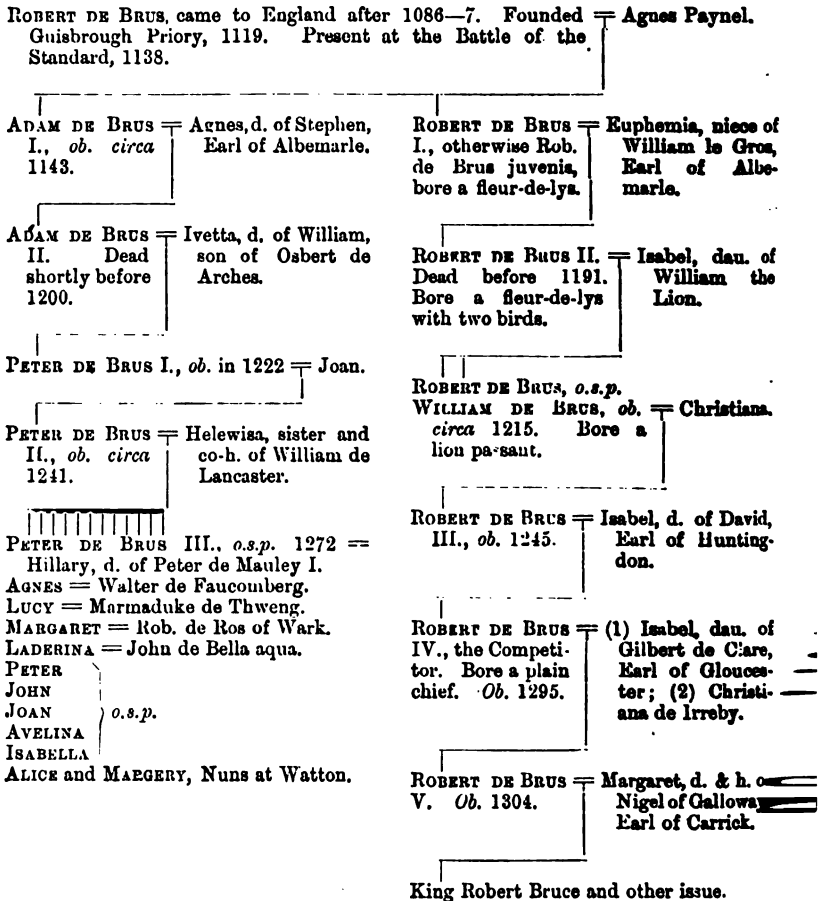 ROBERT DE BRUS, came to England after 1086—7. Founded = Agnes Paynel.
Guisbrough Priory, 1119. Present at the Battle of the
Standard, 1138.
ADAM DE BRUS = Agnes, d. of Stephen,
I., ob. circa Earl of Albemarle.
1143.
ADAM DE BRUS = Ivetta, d. of William,
II. Dead son of Osbert de
shortly before Arches.
1200.
PETER DE BRUS I., ob. in 1222 = Joan.
PETER DE BRUS = Helewisa, sister and
II., ob. circa co-h. of William de
1241. Lancaster.
PETER DE BRUS III., o.s.p. 1272 =
Hillary, d. of Peter de Mauley I.
AGNES = Walter de Faucomberg.
LUCY = Marmaduke de Thweng.
MARGARET = Rob. de Ros of Wark.
LADERINA = John de Bella aqua.
PETER
JOHN
JOAN } o.s.p.
AVELINA
ISABELLA
ALICE and MARGERY, Nuns at Watton.
ROBERT DE BRUS = Euphemia, niece of
I., otherwise Rob. William le Gros,
de Brus juvenis, Earl of Albe-
bore a fleur-de-lys. marle.
ROBERT DE BRUS II. = Isabel, dau. of
Dead before 1191. William the
Bore a fleur-de-lys Lion.
with two birds.
ROBERT DE BRUS, o.s.p.
WILLIAM DE BRUS, ob. = Christiana.
circa 1215. Bore a
lion passant.
ROBERT DE BRUS = Isabel, d. of David,
III., ob. 1245. Earl of Hunting-
don.
ROBERT DE BRUS = (1) Isabel, dau. of
IV., the Competi- Gilbert de Clare,
tor. Bore a plain Earl of Glouces-
chief. Ob. 1295. ter; (2) Christi-
ana de Irreby.
ROBERT DE BRUS = Margaret, d. & h.
V. Ob. 1304. Nigel of Galloway
Earl of Carrick.
King Robert Bruce and other issue.